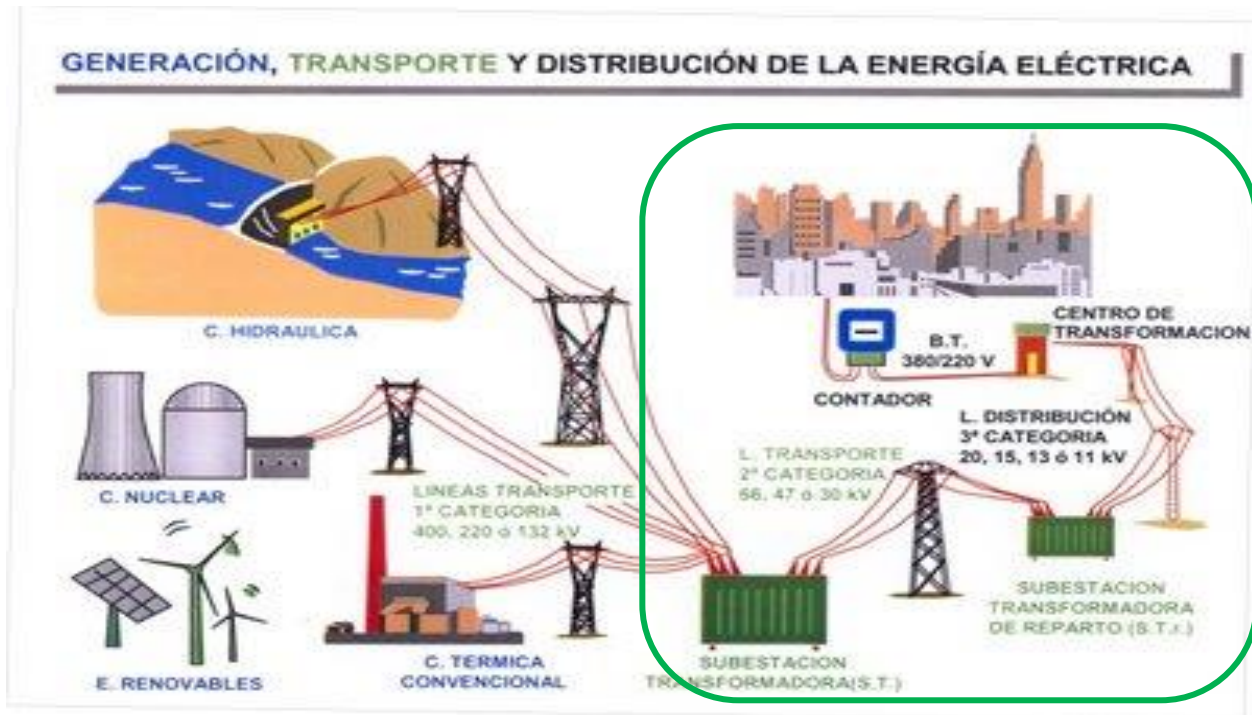 GENERACIÓN, TRANSPORTE Y DISTRIBUCIÓN DE LA ENERGÍA ELÉCTRICA
C. HIDRAULICA
C. NUCLEAR
E. RENOVABLES
LINEAS TRANSPORTE
1ª CATEGORIA
400, 220 ó 132 kV
C. TERMICA
CONVENCIONAL
CENTRO DE
TRANSFORMACION
B.T.
380/220 V
CONTADOR
L. DISTRIBUCIÓN
3ª CATEGORIA
20, 15, 13 ó 11 kV
L. TRANSPORTE
2ª CATEGORIA
66, 47 ó 30 kV
SUBESTACION
TRANSFORMADORA
DE REPARTO (S.T.r.)
SUBESTACION
TRANSFORMADORA(S.T.)